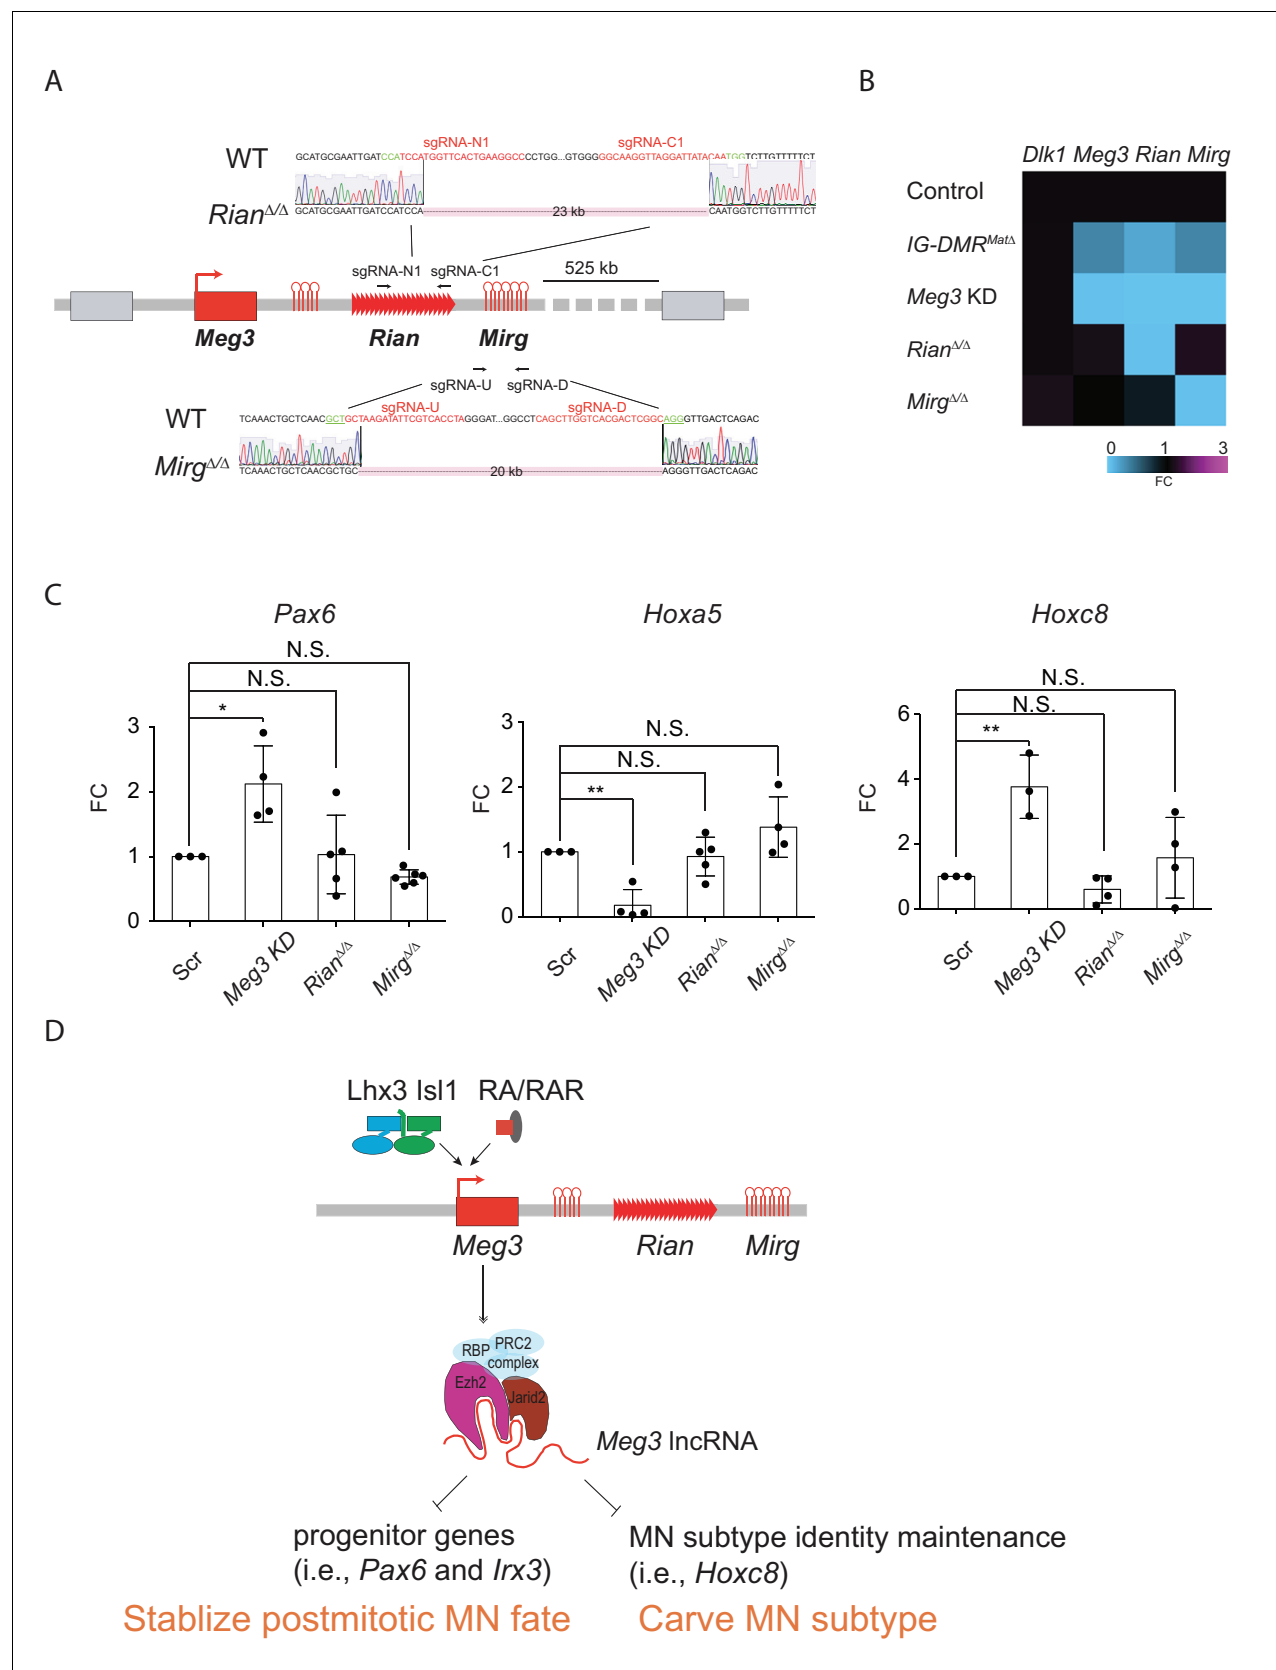 A
sgRNA-N1 sgRNA-C1
WT GCATGCGAATTGATCCATCCATGGTTCACTGAAGGCCCCTGG...GTGGGGCAAGGTTAGGATTATACAATGGTCTTGTTTTTCT
RianΔ/Δ GCATGCGAATTGATCCATCCA 23 kb CAATGGTCTTGTTTTTCT
sgRNA-N1 sgRNA-C1 525 kb
Meg3 Rian Mirg
sgRNA-U sgRNA-D
sgRNA-U sgRNA-D
WT TCAAACTGCTCAACGCTGCTAAGATATTCGTCACCTAGGGAT...GGCCTCAGCTTGGTCACGACTCGGCAGGGTTGACTCAGAC
MirgΔ/Δ TCAAACTGCTCAACGCTGC 20 kb AGGGTTGACTCAGAC
B
Dlk1 Meg3 Rian Mirg
Control
IG-DMRMatΔ
Meg3 KD
RianΔ/Δ
MirgΔ/Δ
0 1 3
FC
C
Pax6
N.S.
N.S.
*
3
2
1
0
FC
Scr Meg3 KD RianΔ/Δ MirgΔ/Δ
Hoxa5
N.S.
N.S.
**
3
2
1
0
FC
Scr Meg3 KD RianΔ/Δ MirgΔ/Δ
Hoxc8
N.S.
N.S.
**
6
4
2
0
FC
Scr Meg3 KD RianΔ/Δ MirgΔ/Δ
D
Lhx3 Isl1 RA/RAR
Meg3 Rian Mirg
RBP PRC2
complex
Ezh2 Jarid2
Meg3 lncRNA
progenitor genes
(i.e., Pax6 and Irx3)
Stablize postmitotic MN fate
MN subtype identity maintenance
(i.e., Hoxc8)
Carve MN subtype